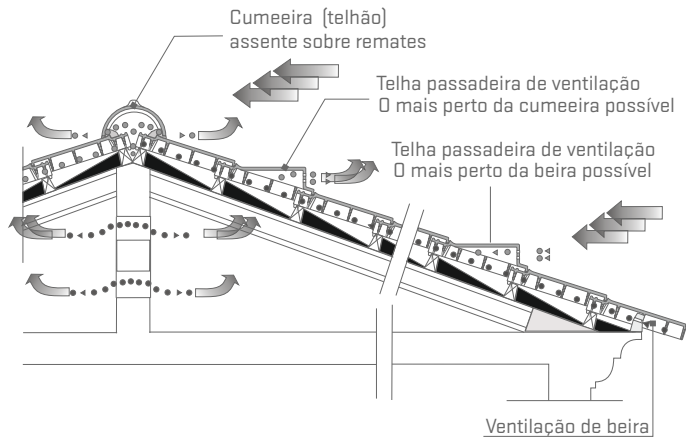 Cumeeira (telhão)
assente sobre remates
Telha passadeira de ventilação
O mais perto da cumeeira possível
Telha passadeira de ventilação
O mais perto da beira possível
Ventilação de beira